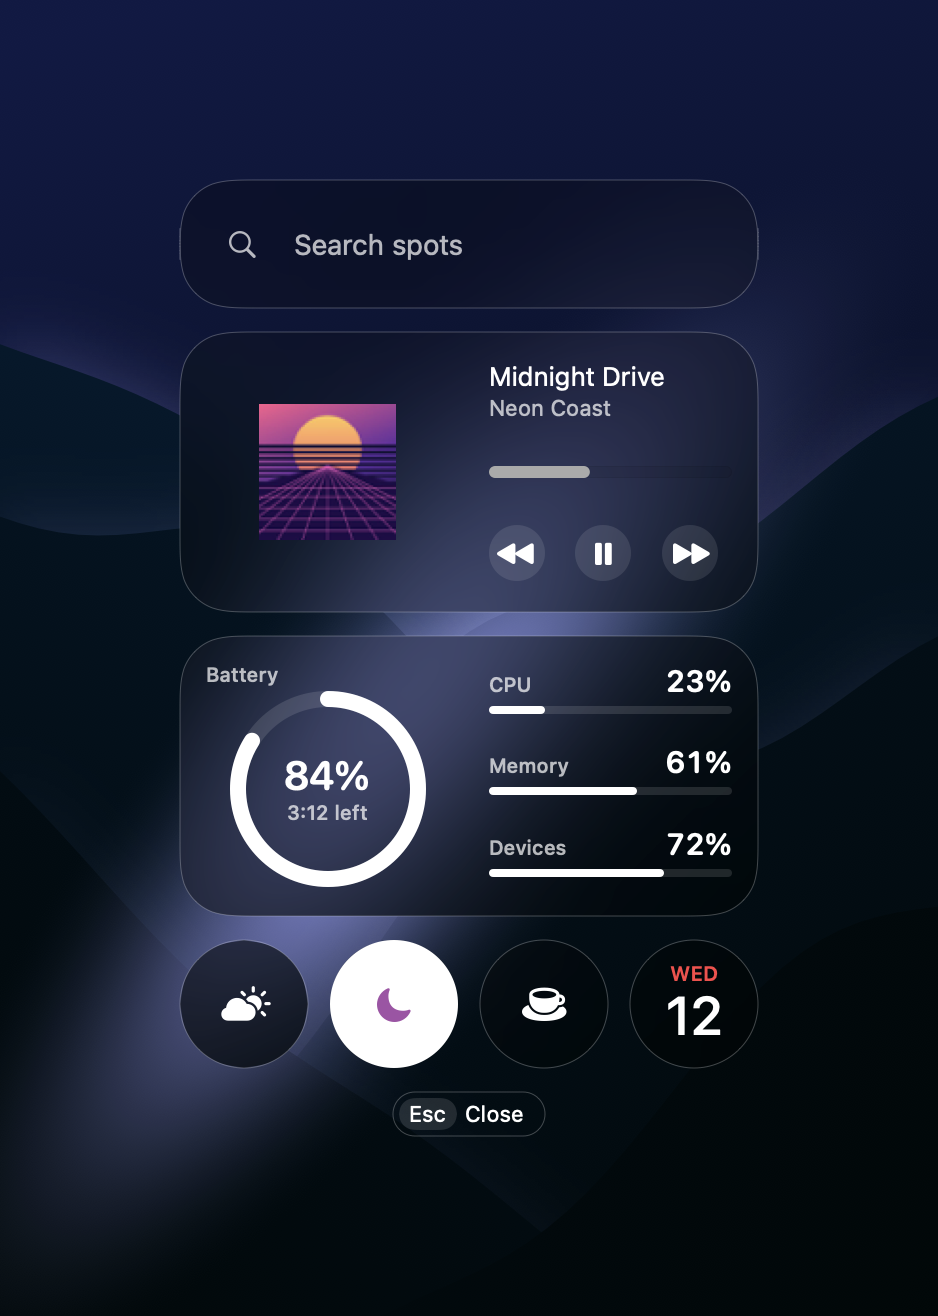 Search spots
Midnight Drive
Neon Coast
Battery
84%
3:12 left
CPU 23%
Memory 61%
Devices 72%
WED
12
Esc Close